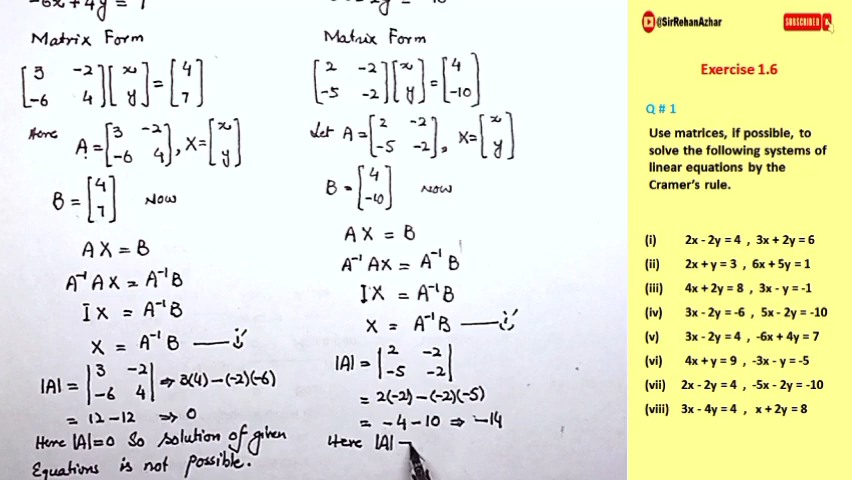 -6x + 4y = 7
Matrix Form
[3 -2
-6 4] [x
y] = [4
7]
Here A = [3 -2
-6 4], X = [x
y]
B = [4
7] Now
AX = B
A⁻¹AX = A⁻¹B
IX = A⁻¹B
X = A⁻¹B —— (i)
|A| = |3 -2
-6 4| ⇒ 3(4) - (-2)(-6)
= 12 - 12 ⇒ 0
Here |A| = 0 So Solution of given
Equations is not possible.
Matrix Form
[2 -2
-5 -2] [x
y] = [4
-10]
Let A = [2 -2
-5 -2], X = [x
y]
B = [4
-10] Now
AX = B
A⁻¹AX = A⁻¹B
IX = A⁻¹B
X = A⁻¹B —— (i)
|A| = |2 -2
-5 -2|
= 2(-2) - (-2)(-5)
= -4 - 10 ⇒ -14
Here |A|
@SirRehanAzhar
SUBSCRIBED
Exercise 1.6
Q # 1
Use matrices, if possible, to
solve the following systems of
linear equations by the
Cramer's rule.
(i) 2x - 2y = 4 , 3x + 2y = 6
(ii) 2x + y = 3 , 6x + 5y = 1
(iii) 4x + 2y = 8 , 3x - y = -1
(iv) 3x - 2y = -6 , 5x - 2y = -10
(v) 3x - 2y = 4 , -6x + 4y = 7
(vi) 4x + y = 9 , -3x - y = -5
(vii) 2x - 2y = 4 , -5x - 2y = -10
(viii) 3x - 4y = 4 , x + 2y = 8